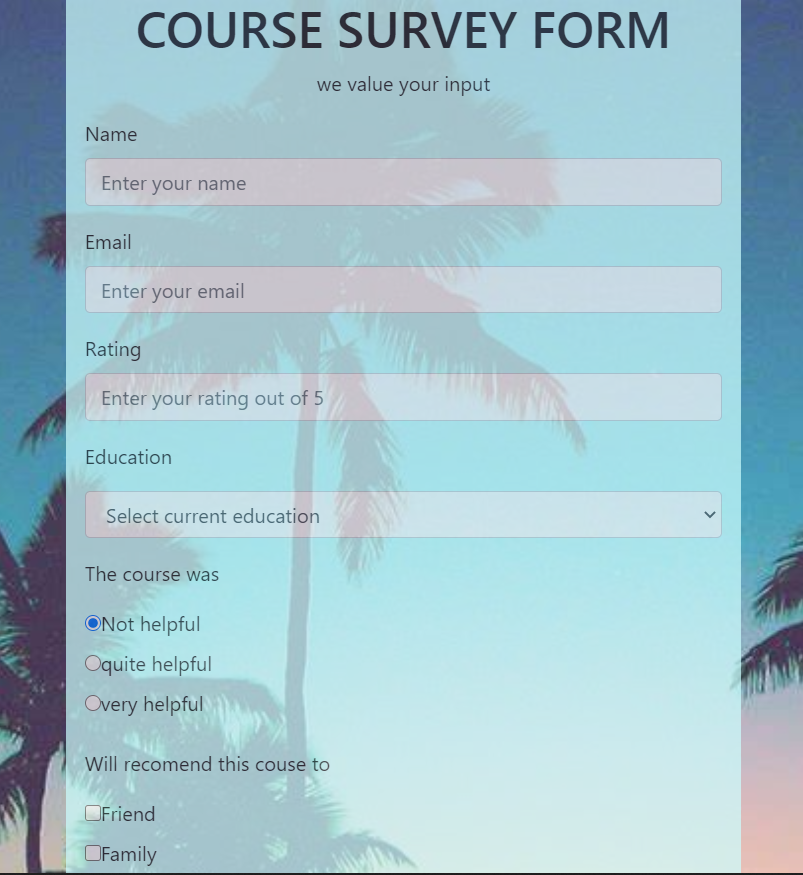 COURSE SURVEY FORM
we value your input
Name
Enter your name
Email
Enter your email
Rating
Enter your rating out of 5
Education
Select current education
The course was
Not helpful
quite helpful
very helpful
Will recomend this couse to
Friend
Family